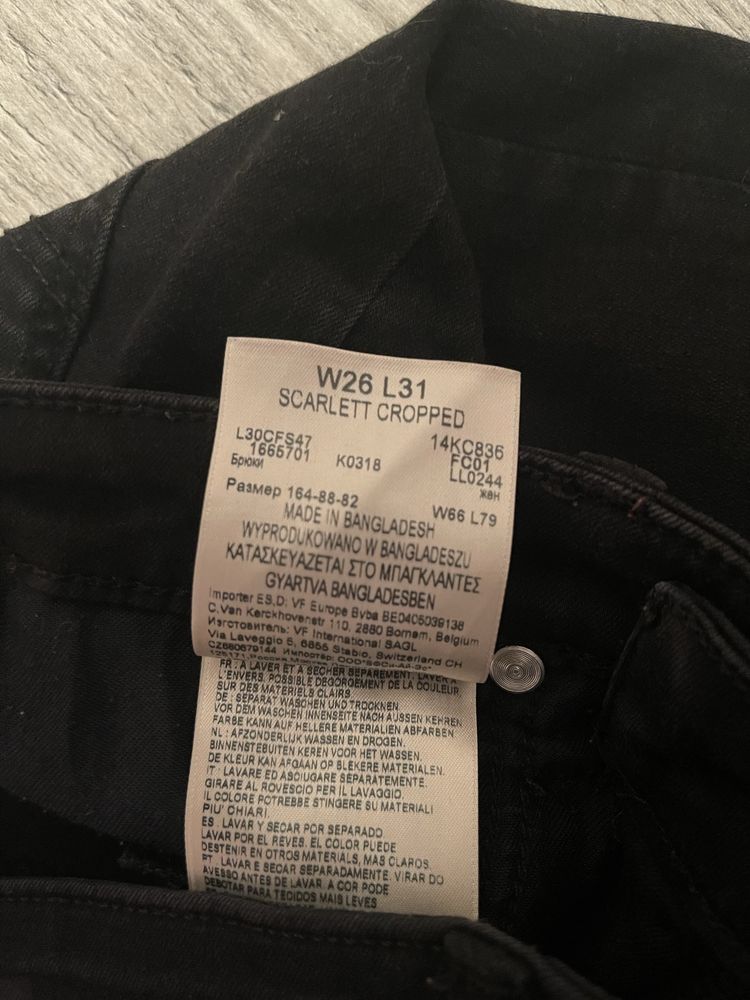 W26 L31
SCARLETT CROPPED
L30CFS47 14KC836
1665701 K0318 FC01
Брюки LL0244
жен
Размер 164-88-82 W66 L79
MADE IN BANGLADESH
WYPRODUKOWANO W BANGLADESZU
ΚΑΤΑΣΚΕΥΑΖΕΤΑΙ ΣΤΟ ΜΠΑΓΚΛΑΝΤΕΣ
GYARTVA BANGLADESBEN
Importer ES,D: VF Europe Bvba BE0405039138
C.Van Kerckhovenstr 110, 2880 Bornem, Belgium
Изготовитель: VF International SAGL
Via Laveggio 5, 6855 Stabio, Switzerland CH
CZ680679144 Импортёр: ООО
125171,
FR : A LAVER ET A SECHER SEPAREMENT. LAVER A
L'ENVERS. POSSIBLE DEGORGEMENT DE LA COULEUR
SUR DES MATERIELS CLAIRS
DE : SEPARAT WASCHEN UND TROCKNEN.
VOR DEM WASCHEN INNENSEITE NACH AUSSEN KEHREN
FARBE KANN AUF HELLERE MATERIALIEN ABFARBEN
NL : AFZONDERLIJK WASSEN EN DROGEN.
BINNENSTEBUITEN KEREN VOOR HET WASSEN.
DE KLEUR KAN AFGAAN OP BLEKERE MATERIALEN.
IT : LAVARE ED ASCIUGARE SEPARATEMENTE.
GIRARE AL ROVESCIO PER IL LAVAGGIO.
IL COLORE POTREBBE STINGERE SU MATERIALI
PIU' CHIARI
ES : LAVAR Y SECAR POR SEPARADO
LAVAR POR EL REVES. EL COLOR PUEDE
DESTENIR EN OTROS MATERIALS, MAS CLAROS.
PT : LAVAR E SECAR SEPARADAMENTE. VIRAR DO
AVESSO ANTES DE LAVAR. A COR PODE
DEBOTAR PARA TECIDOS MAIS LEVES